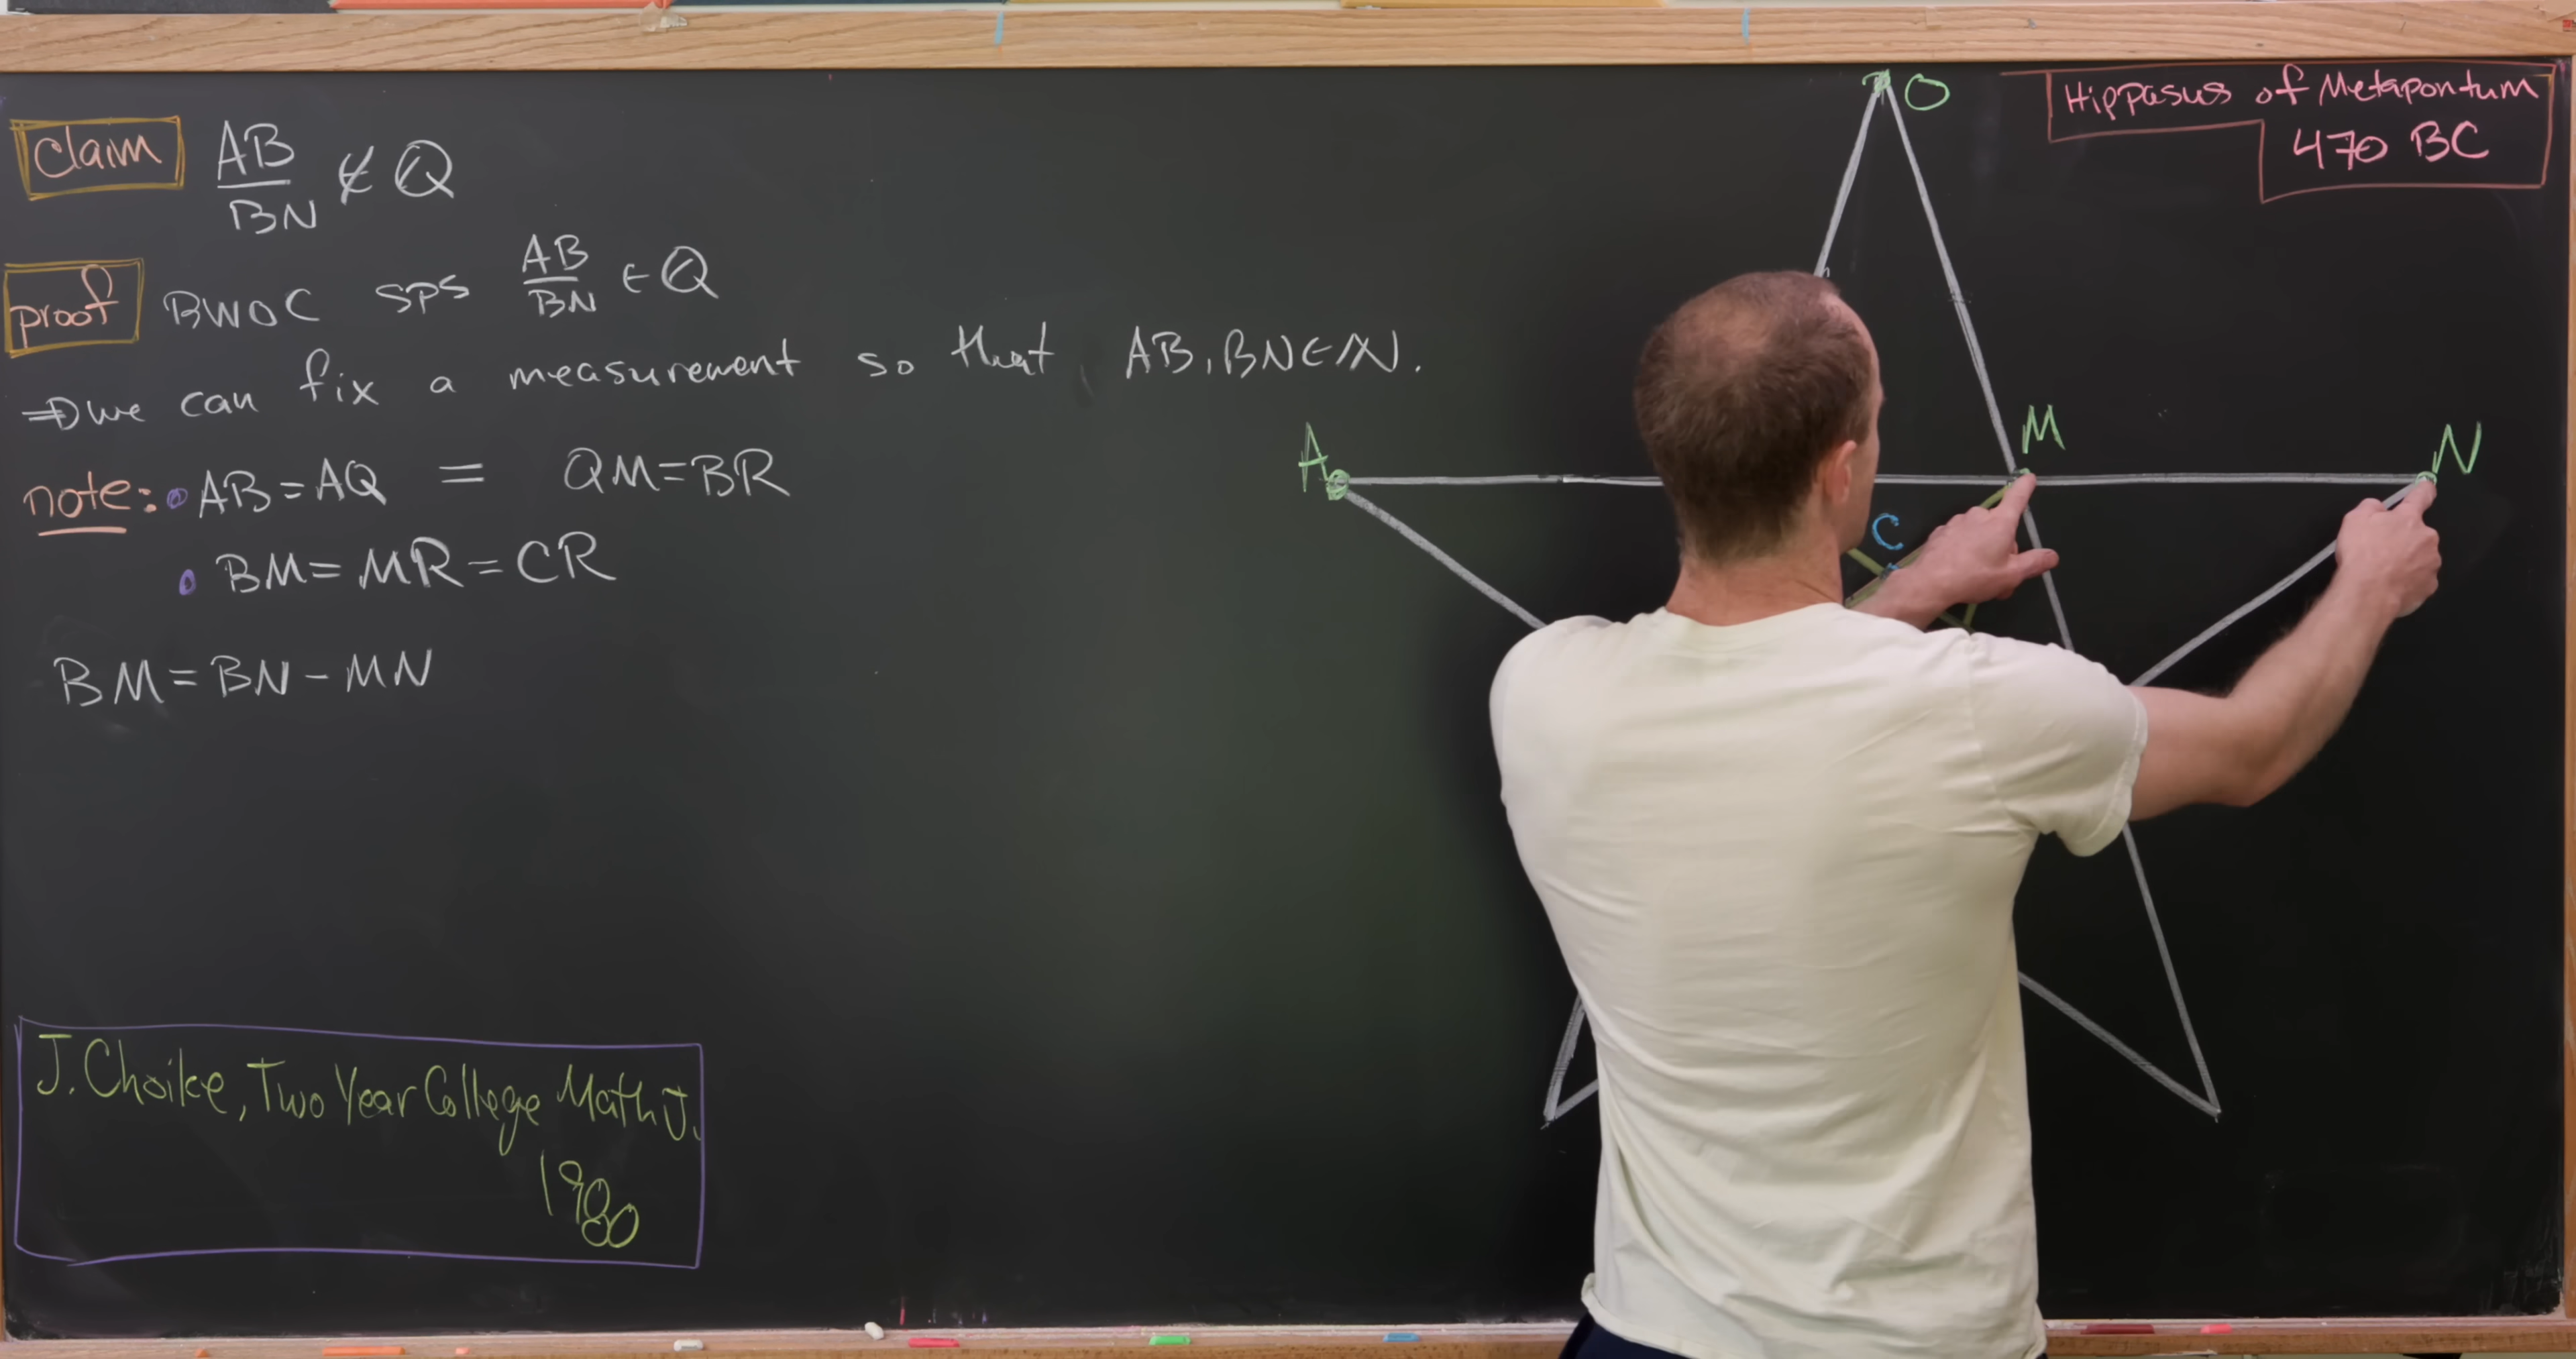 Claim AB/BN ∉ Q
proof BWOC SPS AB/BN ∈ Q
⇒ we can fix a measurement so that AB, BN ∈ N.
note: • AB = AQ = QM = BR
• BM = MR = CR
BM = BN - MN
J. Choike, Two Year College Math J.
1980
Hippasus of Metapontum
470 BC
O
A
M
N
C